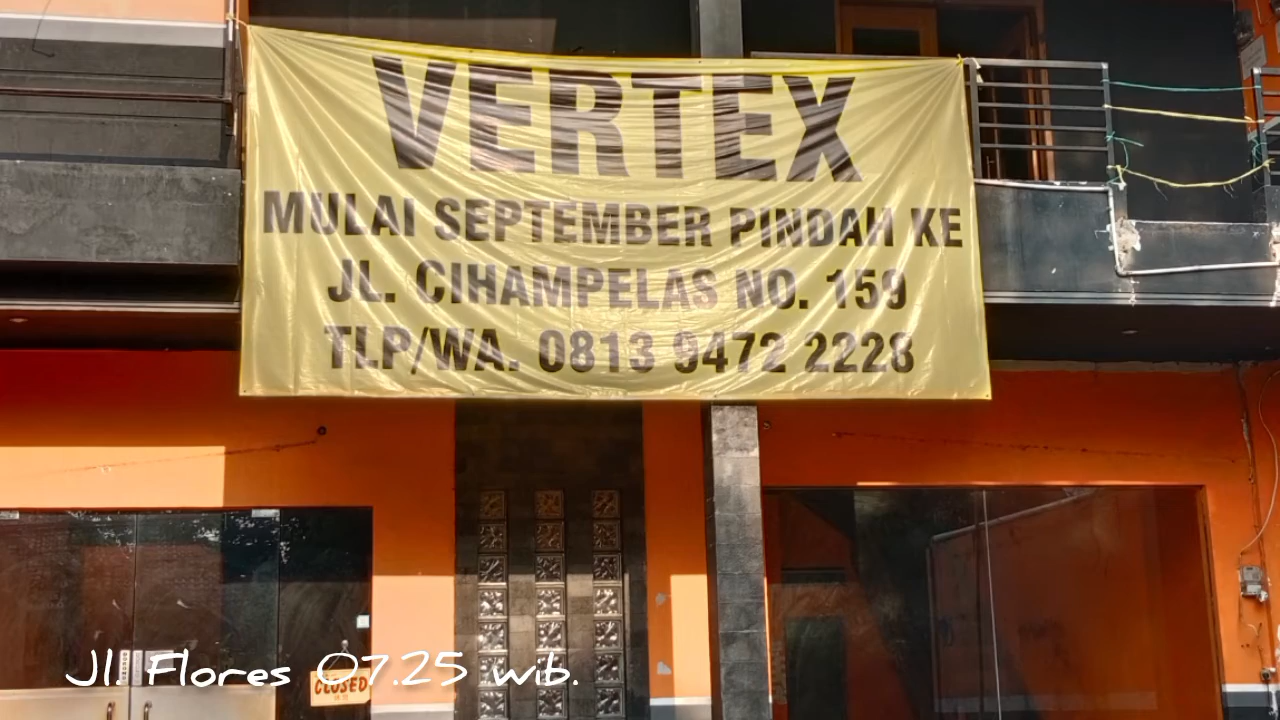 VERTEX
MULAI SEPTEMBER PINDAH KE
JL. CIHAMPELAS NO. 159
TLP/WA. 0813 9472 2228
Jl. Flores 07.25 wib.
CLOSED